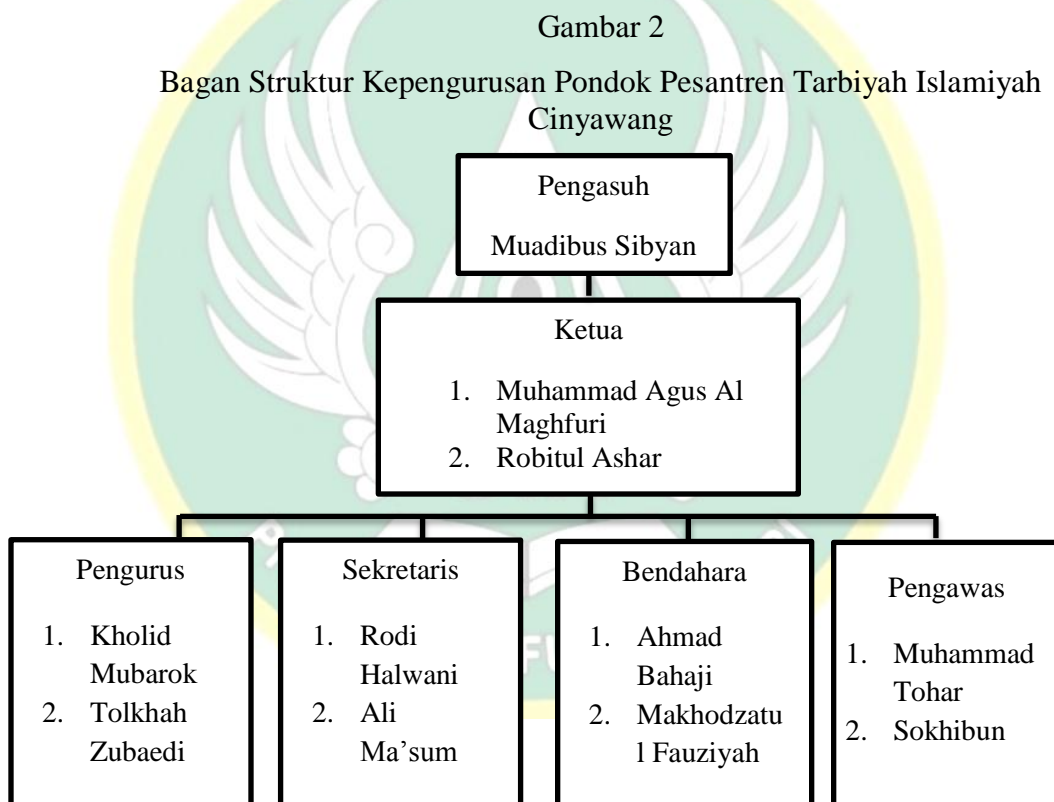 Gambar 2
Bagan Struktur Kepengurusan Pondok Pesantren Tarbiyah Islamiyah
Cinyawang
Pengasuh
Muadibus Sibyan
Ketua
1. Muhammad Agus Al
Maghfuri
2. Robitul Ashar
Pengurus
1. Kholid
Mubarok
2. Tolkhah
Zubaedi
Sekretaris
1. Rodi
Halwani
2. Ali
Ma’sum
Bendahara
1. Ahmad
Bahaji
2. Makhodzatu
l Fauziyah
Pengawas
1. Muhammad
Tohar
2. Sokhibun